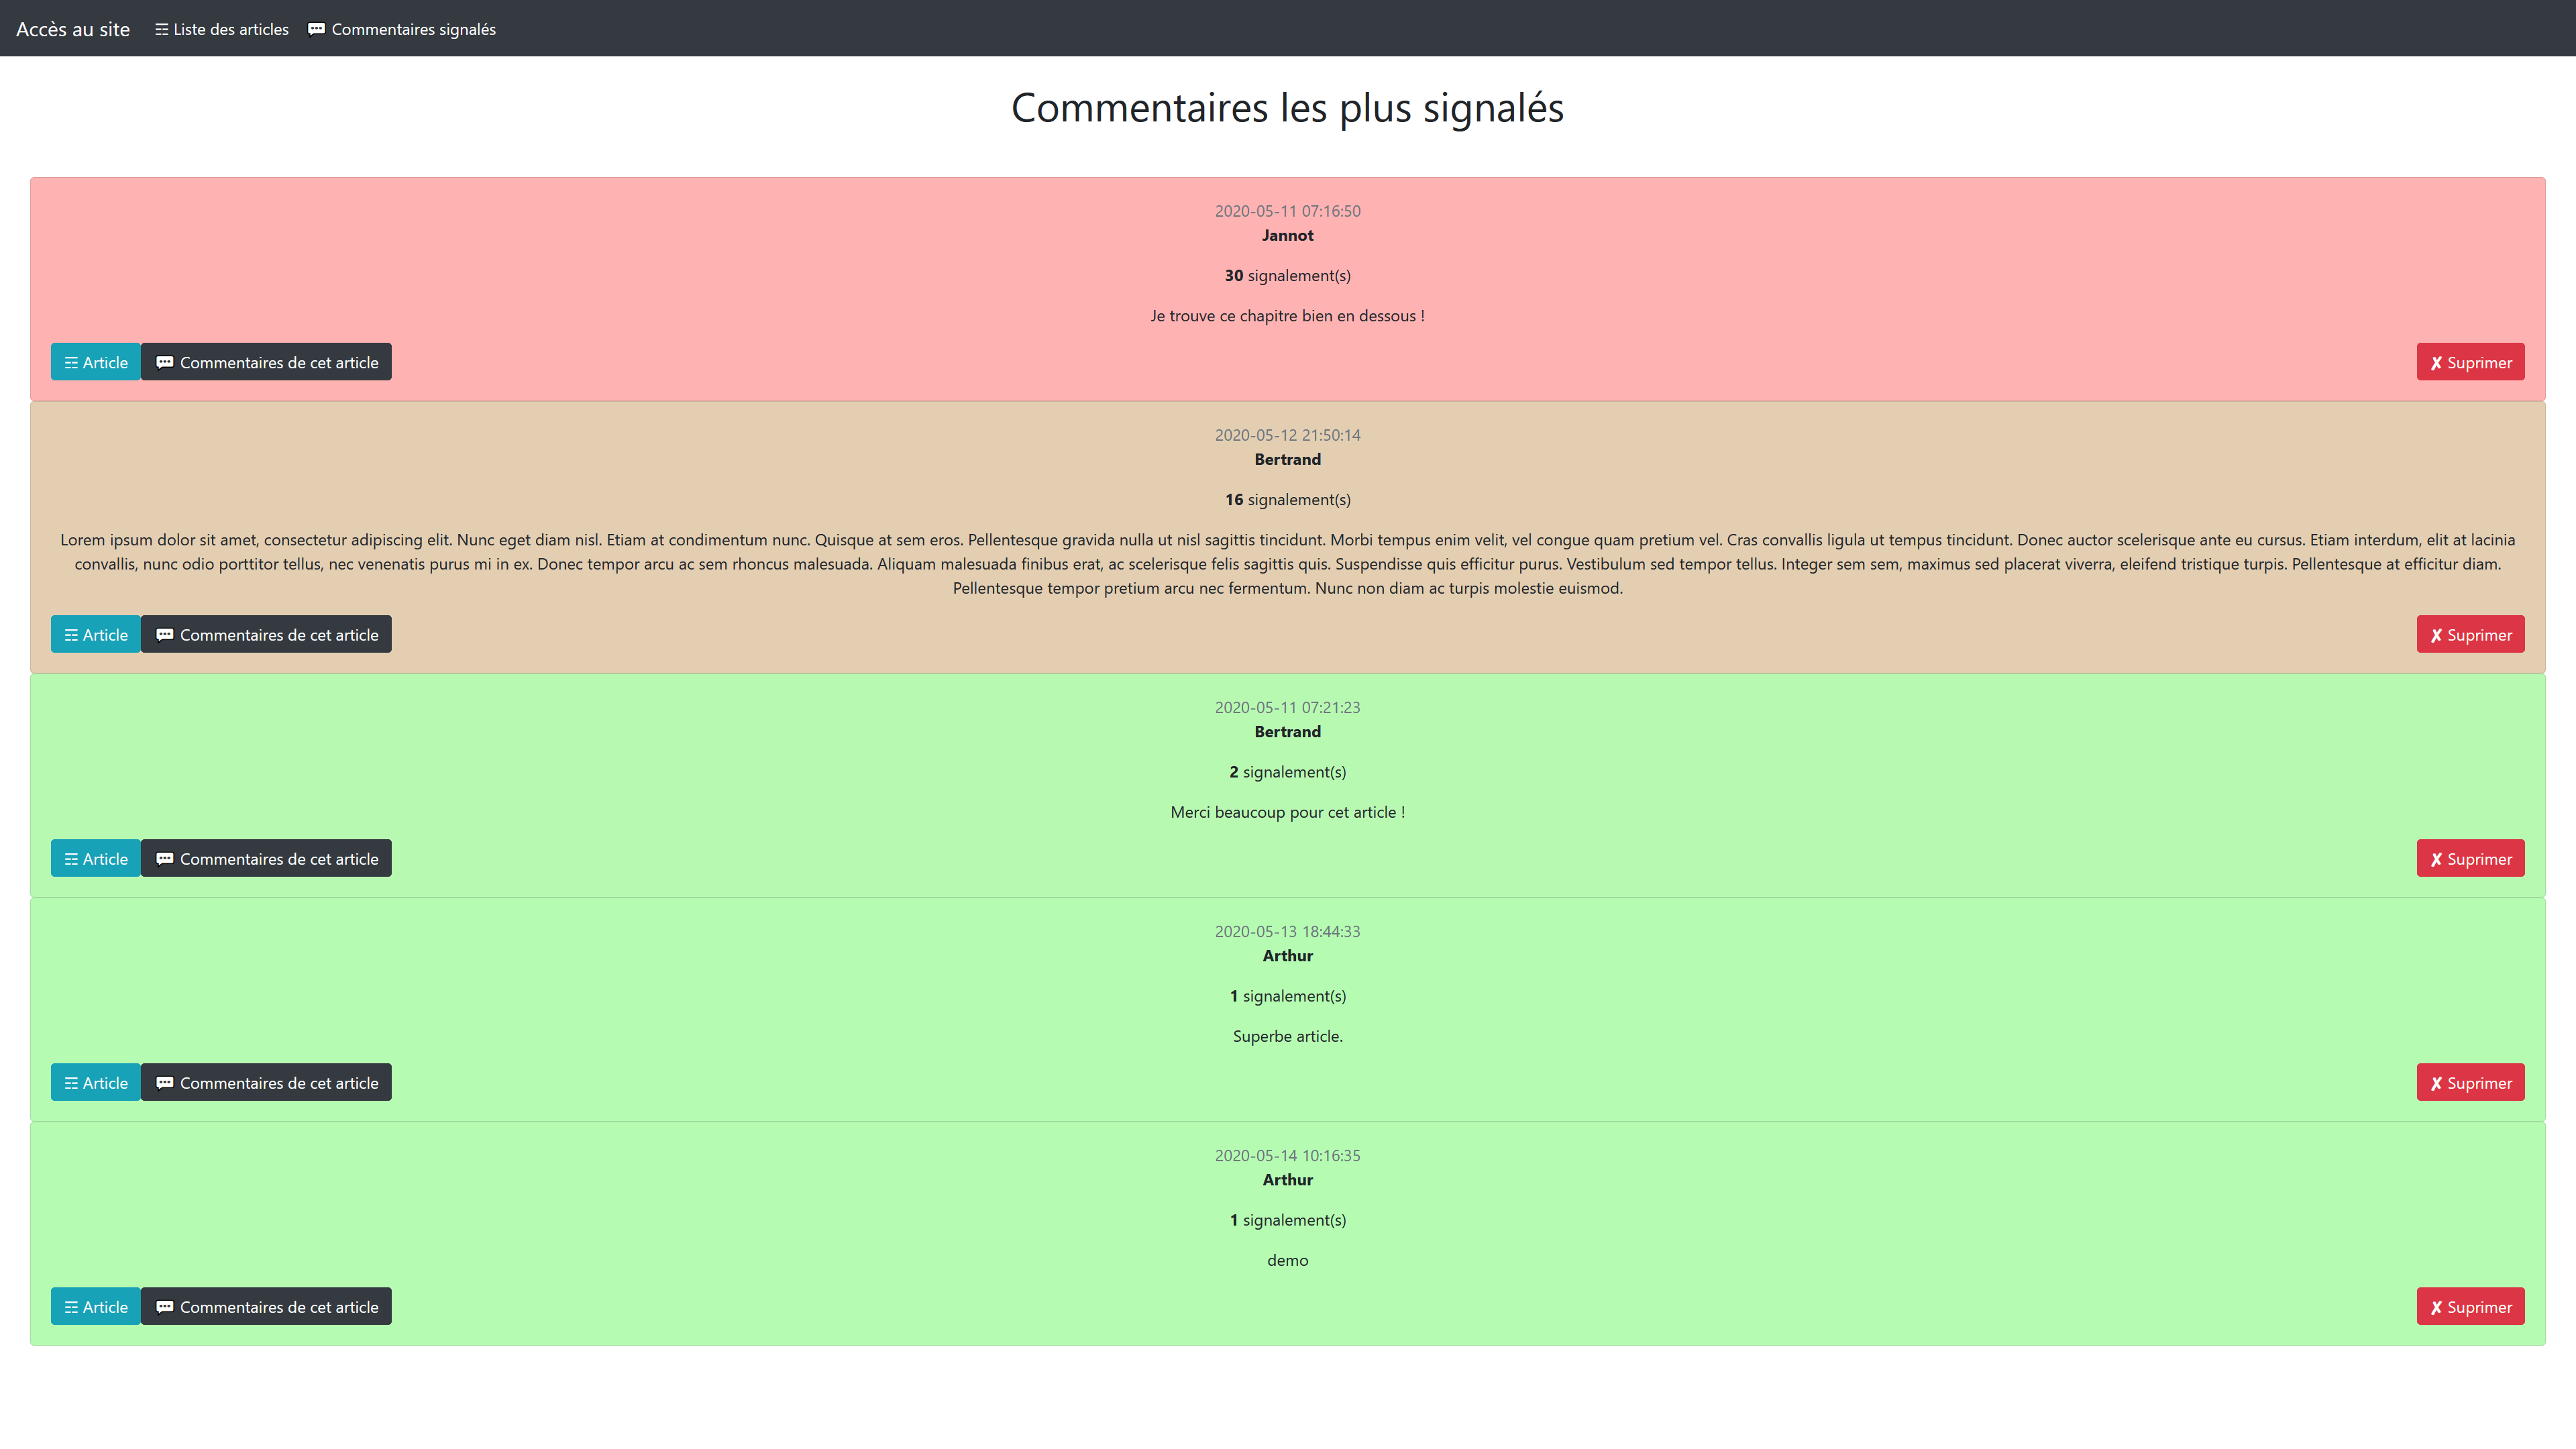 Accès au site ☴ Liste des articles 💬 Commentaires signalés
Commentaires les plus signalés
2020-05-11 07:16:50
Jannot
30 signalement(s)
Je trouve ce chapitre bien en dessous !
☴ Article 💬 Commentaires de cet article ✘ Suprimer
2020-05-12 21:50:14
Bertrand
16 signalement(s)
Lorem ipsum dolor sit amet, consectetur adipiscing elit. Nunc eget diam nisl. Etiam at condimentum nunc. Quisque at sem eros. Pellentesque gravida nulla ut nisl sagittis tincidunt. Morbi tempus enim velit, vel congue quam pretium vel. Cras convallis ligula ut tempus tincidunt. Donec auctor scelerisque ante eu cursus. Etiam interdum, elit at lacinia
convallis, nunc odio porttitor tellus, nec venenatis purus mi in ex. Donec tempor arcu ac sem rhoncus malesuada. Aliquam malesuada finibus erat, ac scelerisque felis sagittis quis. Suspendisse quis efficitur purus. Vestibulum sed tempor tellus. Integer sem sem, maximus sed placerat viverra, eleifend tristique turpis. Pellentesque at efficitur diam.
Pellentesque tempor pretium arcu nec fermentum. Nunc non diam ac turpis molestie euismod.
☴ Article 💬 Commentaires de cet article ✘ Suprimer
2020-05-11 07:21:23
Bertrand
2 signalement(s)
Merci beaucoup pour cet article !
☴ Article 💬 Commentaires de cet article ✘ Suprimer
2020-05-13 18:44:33
Arthur
1 signalement(s)
Superbe article.
☴ Article 💬 Commentaires de cet article ✘ Suprimer
2020-05-14 10:16:35
Arthur
1 signalement(s)
demo
☴ Article 💬 Commentaires de cet article ✘ Suprimer